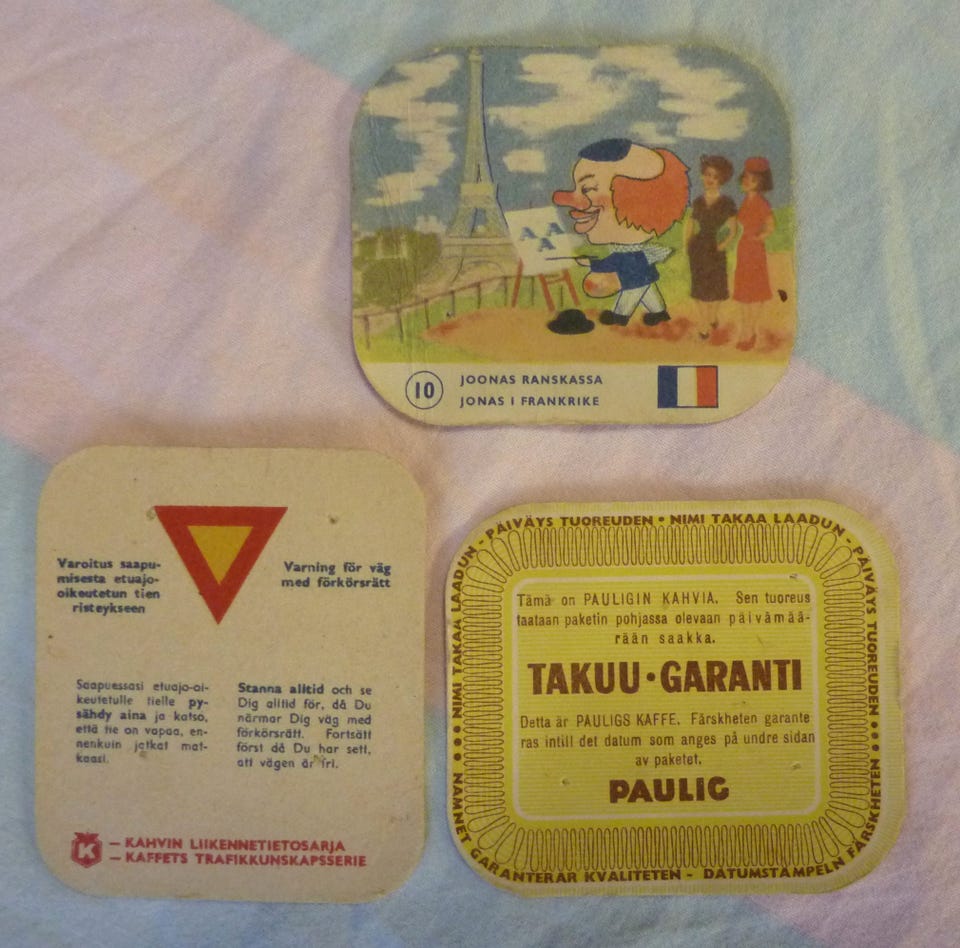 A A
A
10
JOONAS RANSKASSA
JONAS I FRANKRIKE
Varoitus saapu-
misesta etuajo-
oikeutetun tien
risteykseen
Varning för väg
med förkörsrätt
Saapuessasi etuajo-oi-
keutetulle tielle py-
sähdy aina ja katso,
että tie on vapaa, en-
nenkuin jatkat mat-
kaasi.
Stanna alltid och se
Dig alltid för, då Du
närmar Dig väg med
förkörsrätt. Fortsätt
först då Du har sett,
att vägen är fri.
K
– KAHVIN LIIKENNETIETOSARJA
– KAFFETS TRAFIKKUNSKAPSSERIE
NIMI TAKAA LAADUN - PÄIVÄYS TUOREUDEN • NIMI TAKAA LAADUN - PÄIVÄYS TUOREUDEN
Tämä on PAULIGIN KAHVIA. Sen tuoreus
taataan paketin pohjassa olevaan päivämää-
rään saakka.
TAKUU • GARANTI
Detta är PAULIGS KAFFE. Färskheten garante
ras intill det datum som anges på undre sidan
av paketet.
PAULIG
NAMNET GARANTERAR KVALITETEN - DATUMSTÄMPELN FÄRSKHETEN